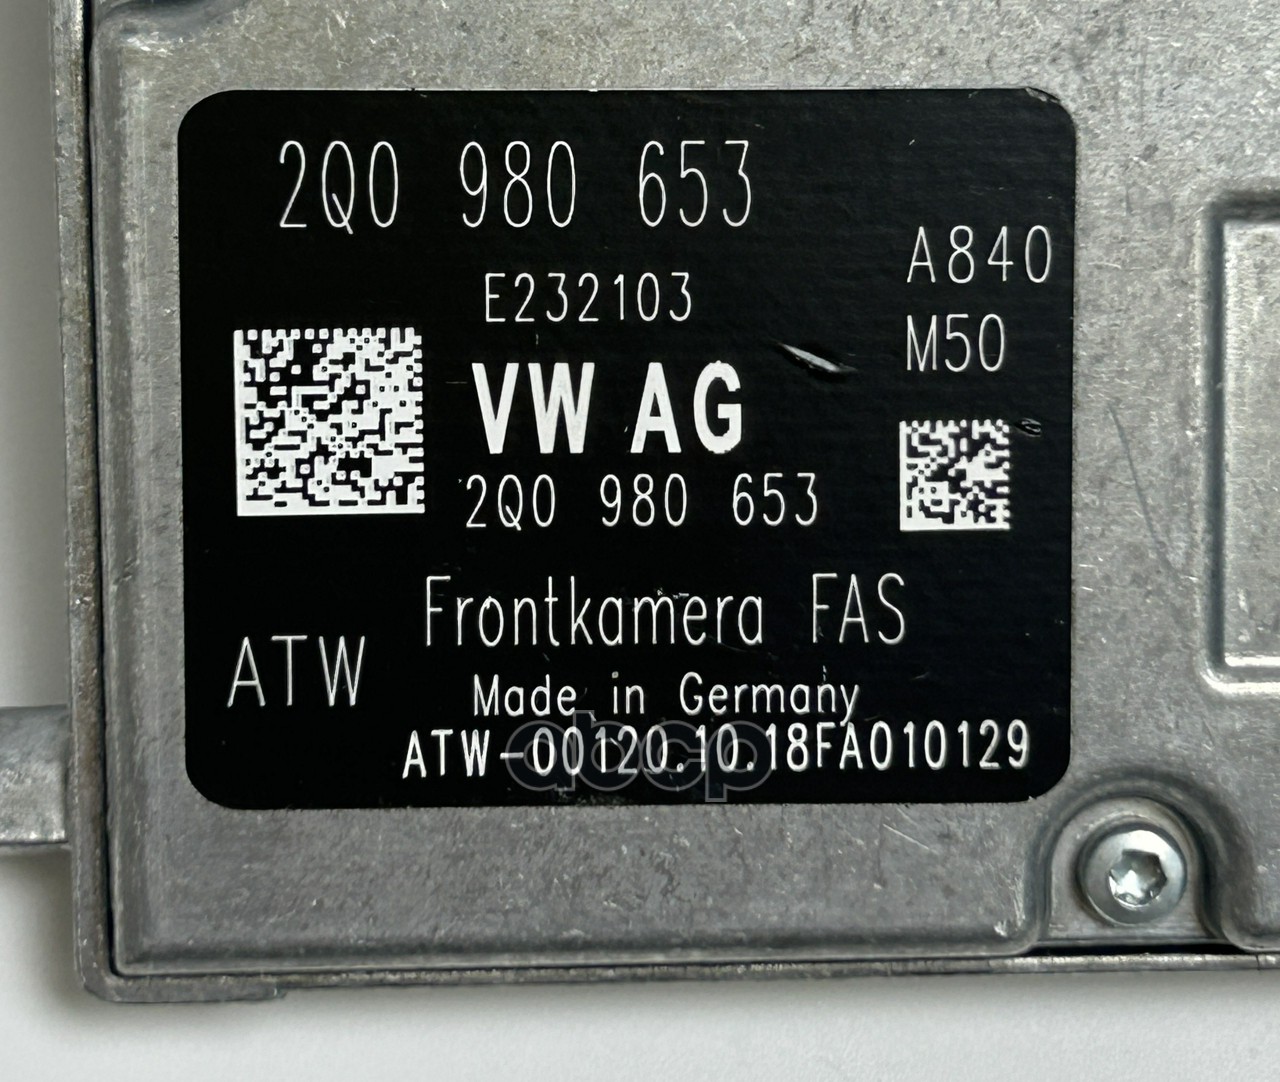 2Q0 980 653
A840
E232103
M50
VW AG
2Q0 980 653
Frontkamera FAS
ATW
Made in Germany
ATW-00120.10.18FA010129
abcp